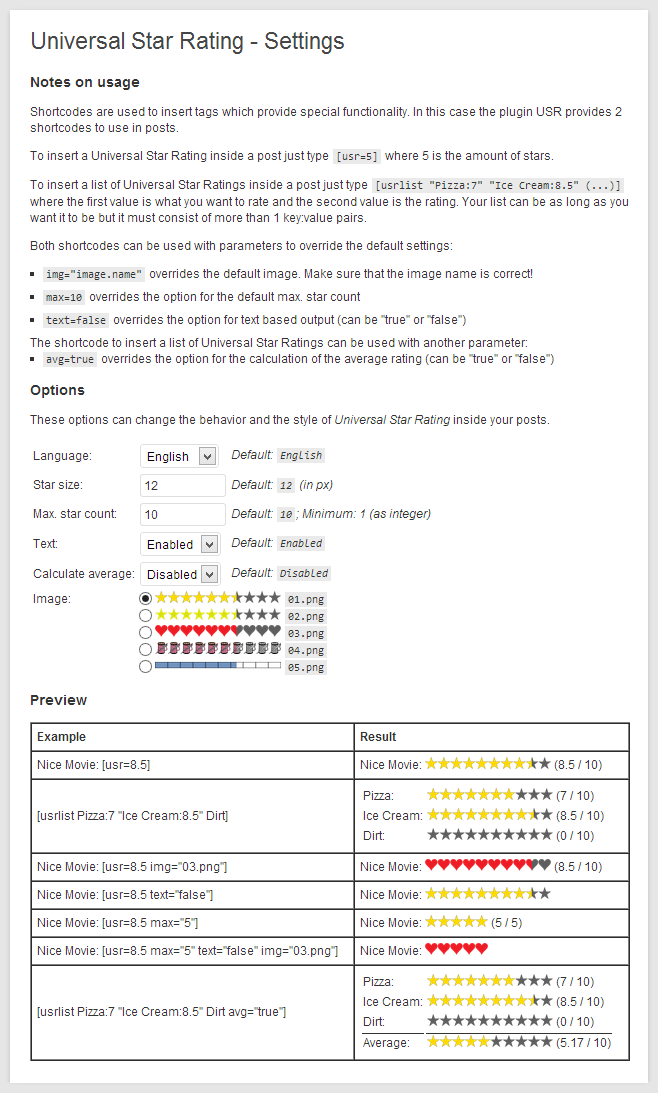 Universal Star Rating - Settings
Notes on usage
Shortcodes are used to insert tags which provide special functionality. In this case the plugin USR provides 2
shortcodes to use in posts.
To insert a Universal Star Rating inside a post just type [usr=5] where 5 is the amount of stars.
To insert a list of Universal Star Ratings inside a post just type [usrlist "Pizza:7" "Ice Cream:8.5" (...)]
where the first value is what you want to rate and the second value is the rating. Your list can be as long as you
want it to be but it must consist of more than 1 key:value pairs.
Both shortcodes can be used with parameters to override the default settings:
img="image.name" overrides the default image. Make sure that the image name is correct!
max=10 overrides the option for the default max. star count
text=false overrides the option for text based output (can be "true" or "false")
The shortcode to insert a list of Universal Star Ratings can be used with another parameter:
avg=true overrides the option for the calculation of the average rating (can be "true" or "false")
Options
These options can change the behavior and the style of Universal Star Rating inside your posts.
Language: English Default: English
Star size: 12 Default: 12 (in px)
Max. star count: 10 Default: 10 ; Minimum: 1 (as integer)
Text: Enabled Default: Enabled
Calculate average: Disabled Default: Disabled
Image: 01.png
02.png
03.png
04.png
05.png
Preview
Example Result
Nice Movie: [usr=8.5] Nice Movie: (8.5 / 10)
[usrlist Pizza:7 "Ice Cream:8.5" Dirt]
Pizza: (7 / 10)
Ice Cream: (8.5 / 10)
Dirt: (0 / 10)
Nice Movie: [usr=8.5 img="03.png"] Nice Movie: (8.5 / 10)
Nice Movie: [usr=8.5 text="false"] Nice Movie:
Nice Movie: [usr=8.5 max="5"] Nice Movie: (5 / 5)
Nice Movie: [usr=8.5 max="5" text="false" img="03.png"] Nice Movie:
[usrlist Pizza:7 "Ice Cream:8.5" Dirt avg="true"]
Pizza: (7 / 10)
Ice Cream: (8.5 / 10)
Dirt: (0 / 10)
Average: (5.17 / 10)